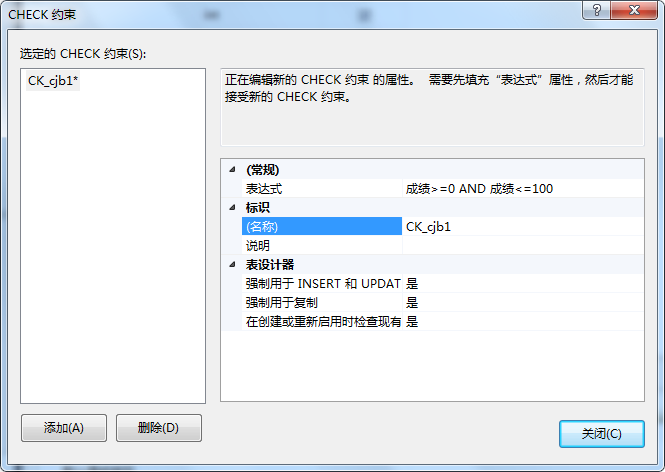 CHECK 约束
选定的 CHECK 约束(S):
CK_cjb1*
正在编辑新的 CHECK 约束 的属性。 需要先填充“表达式”属性，然后才能
接受新的 CHECK 约束。
(常规)
表达式 成绩>=0 AND 成绩<=100
标识
(名称) CK_cjb1
说明
表设计器
强制用于 INSERT 和 UPDAT 是
强制用于复制 是
在创建或重新启用时检查现有 是
添加(A) 删除(D)
关闭(C)